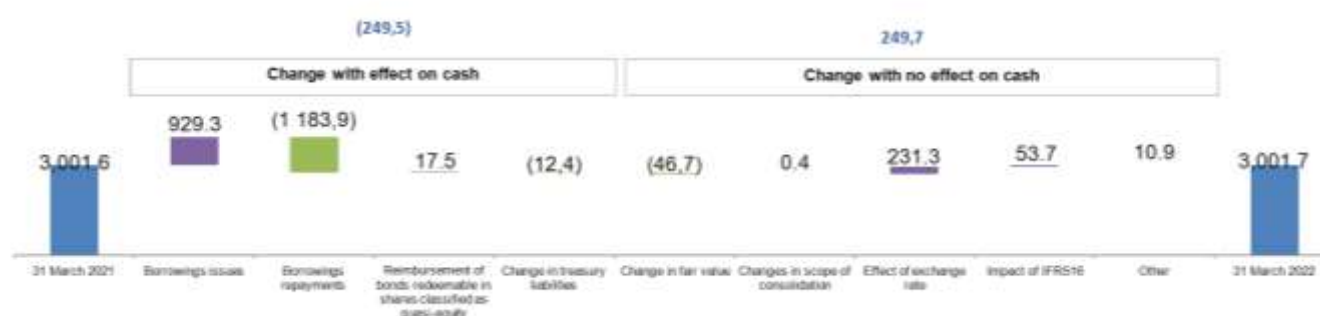 (249,5)
249,7
Change with effect on cash
Change with no effect on cash
3,001.6
929.3
(1 183,9)
17.5
(12,4)
(46,7)
0.4
231.3
53.7
10.9
3,001.7
31 March 2021
Borrowings issues
Borrowings
repayments
Reimbursement of
bonds redeemable in
shares classified as
quasi-equity
Change in treasury
liabilities
Change in fair value
Changes in scope of
consolidation
Effect of exchange
rate
Impact of IFRS16
Other
31 March 2022